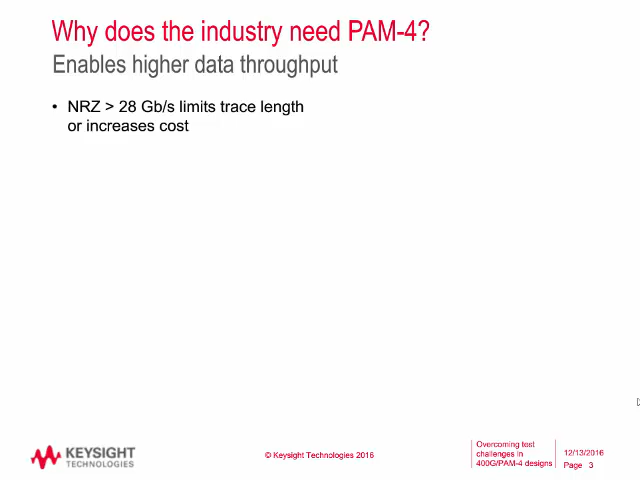 Why does the industry need PAM-4?
Enables higher data throughput
• NRZ > 28 Gb/s limits trace length
or increases cost
KEYSIGHT
TECHNOLOGIES
© Keysight Technologies 2016
Overcoming test
challenges in
400G/PAM-4 designs
12/13/2016
Page 3